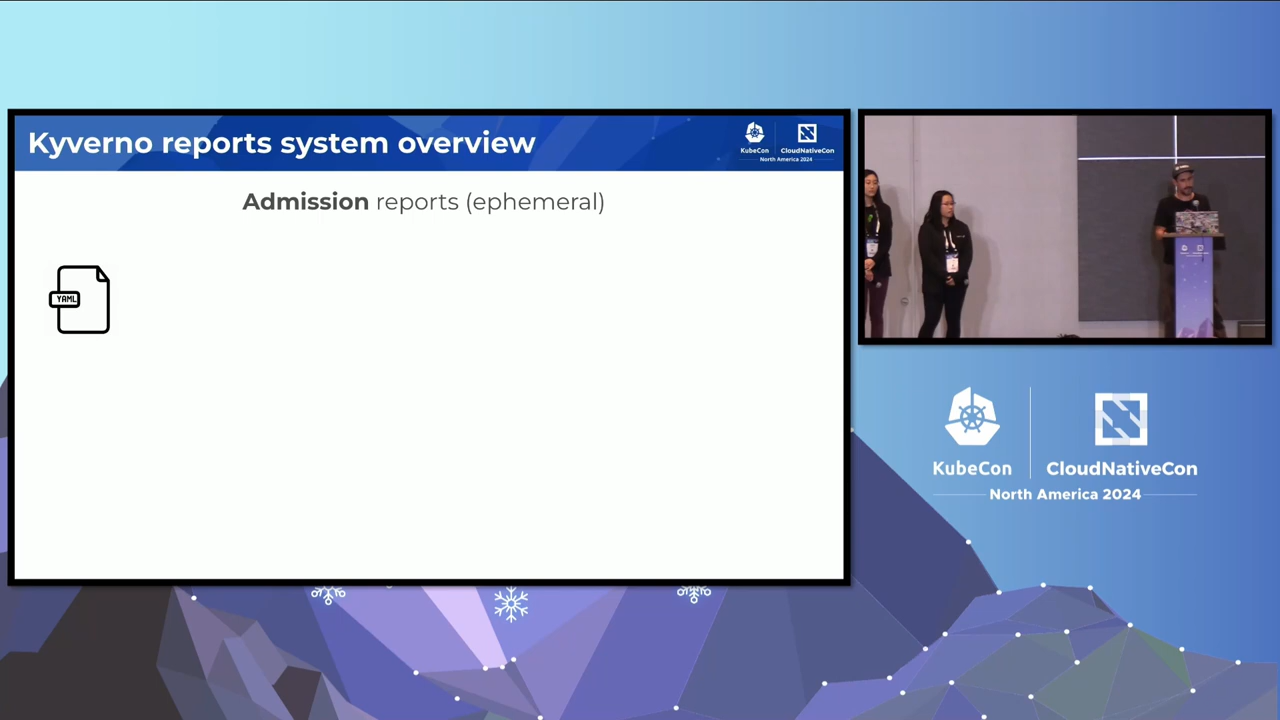 Kyverno reports system overview
KubeCon
CloudNativeCon
North America 2024
Admission reports (ephemeral)
YAML
KubeCon
CloudNativeCon
North America 2024